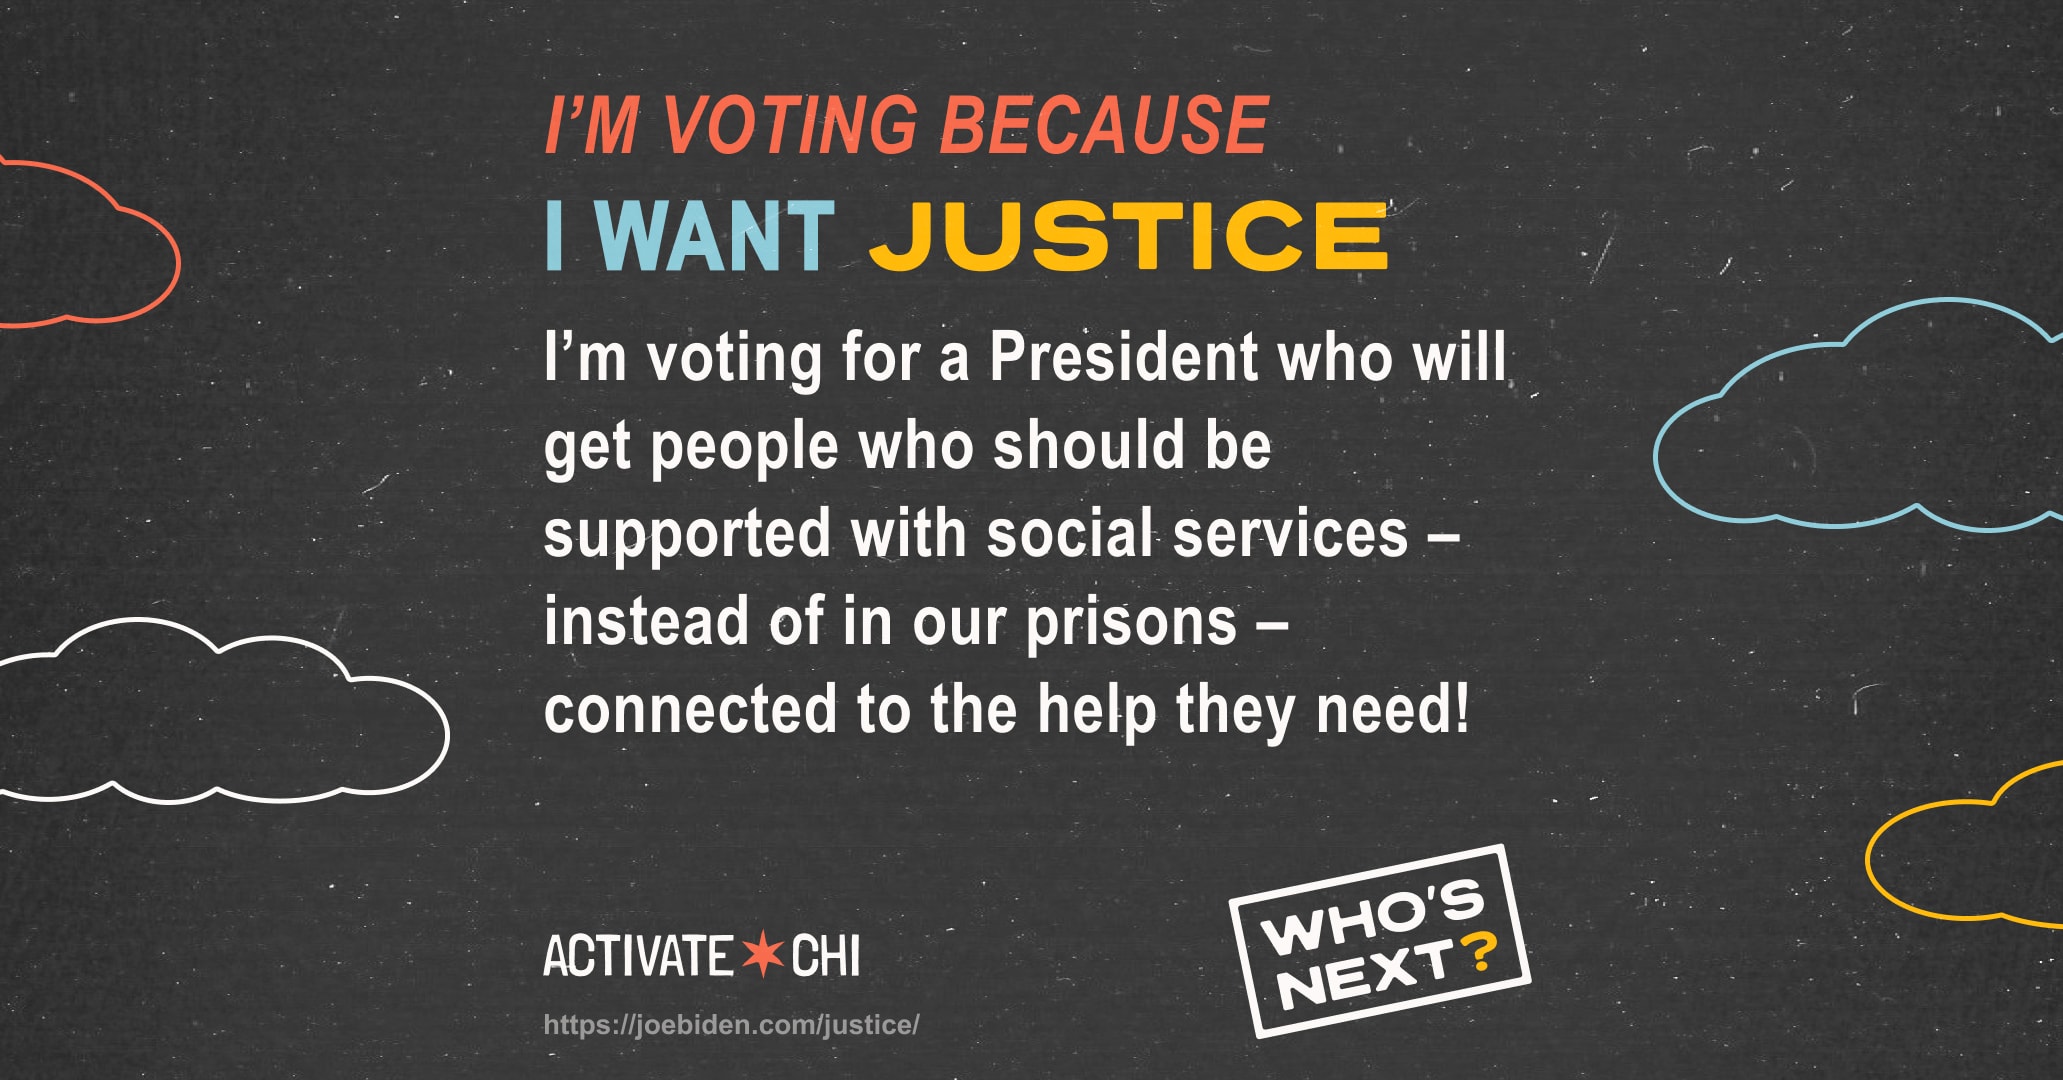 I’M VOTING BECAUSE
I WANT JUSTICE
I’m voting for a President who will
get people who should be
supported with social services –
instead of in our prisons –
connected to the help they need!
ACTIVATE CHI
https://joebiden.com/justice/
WHO’S
NEXT?